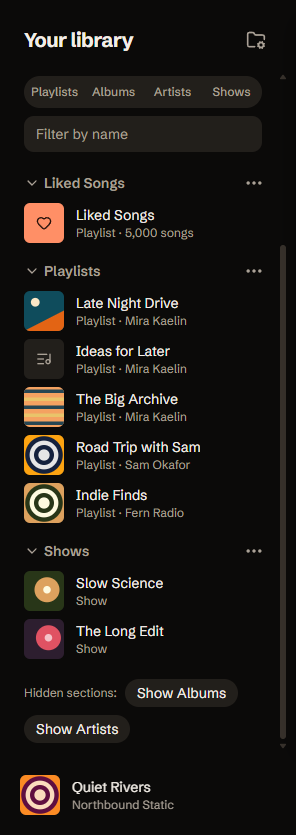 Your library
Playlists Albums Artists Shows
Filter by name
Liked Songs
Liked Songs
Playlist · 5,000 songs
Playlists
Late Night Drive
Playlist · Mira Kaelin
Ideas for Later
Playlist · Mira Kaelin
The Big Archive
Playlist · Mira Kaelin
Road Trip with Sam
Playlist · Sam Okafor
Indie Finds
Playlist · Fern Radio
Shows
Slow Science
Show
The Long Edit
Show
Hidden sections: Show Albums
Show Artists
Quiet Rivers
Northbound Static